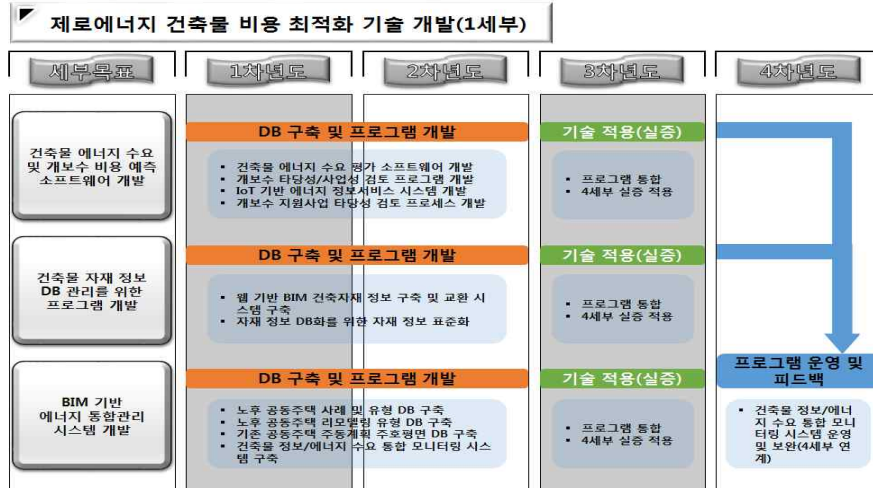 제로에너지 건축물 비용 최적화 기술 개발(1세부)
세부목표
1차년도
2차년도
3차년도
4차년도
건축물 에너지 수요
및 개보수 비용 예측
소프트웨어 개발
DB 구축 및 프로그램 개발
▪ 건축물 에너지 수요 평가 소프트웨어 개발
▪ 개보수 타당성/사업성 검토 프로그램 개발
▪ IoT 기반 에너지 정보서비스 시스템 개발
▪ 개보수 지원사업 타당성 검토 프로세스 개발
기술 적용(실증)
▪ 프로그램 통합
▪ 4세부 실증 적용
건축물 자재 정보
DB 관리를 위한
프로그램 개발
DB 구축 및 프로그램 개발
▪ 웹 기반 BIM 건축자재 정보 구축 및 교환 시
스템 구축
▪ 자재 정보 DB화를 위한 자재 정보 표준화
기술 적용(실증)
▪ 프로그램 통합
▪ 4세부 실증 적용
BIM 기반
에너지 통합관리
시스템 개발
DB 구축 및 프로그램 개발
▪ 노후 공동주택 사례 및 유형 DB 구축
▪ 노후 공동주택 리모델링 유형 DB 구축
▪ 기존 공동주택 주동계획 주호평면 DB 구축
▪ 건축물 정보/에너지 수요 통합 모니터링 시스
템 구축
기술 적용(실증)
▪ 프로그램 통합
▪ 4세부 실증 적용
프로그램 운영 및
피드백
▪ 건축물 정보/에너
지 수요 통합 모니
터링 시스템 운영
및 보완(4세부 연
계)